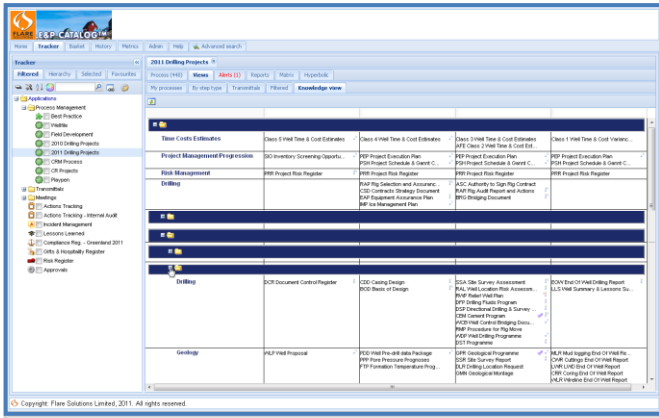 FLARE E&P CATALOG™
Home Tracker Basket History Metrics Admin Help Advanced search
Tracker
2011 Drilling Projects
Filtered Hierarchy Selected Favourites
Process (448) Views Alerts (1) Reports Matrix Hyperbolic
My processes By step type Transmittals Filtered Knowledge view
Applications
Process Management
Best Practice
Wellfile
Field Development
2010 Drilling Projects
2011 Drilling Projects
CRM Process
CR Projects
Playpen
Transmittals
Meetings
Actions Tracking
Actions Tracking - Internal Audit
Incident Management
Lessons Learned
Compliance Reg. - Greenland 2011
Gifts & Hospitality Register
Risk Register
Approvals
Time Costs Estimates
Class 5 Well Time & Cost Estimates
Class 4 Well Time & Cost Estimates
Class 3 Well Time & Cost Estimates
AFE Class 2 Well Time & Cost Est...
Class 1 Well Time & Cost Varianc...
Project Management Progression
SIO Inventory Screening Opportu...
PEP Project Execution Plan
PSH Project Schedule & Gannt C...
PEP Project Execution Plan
PSH Project Schedule & Gannt C...
PEP Project Execution Plan
PSH Project Schedule & Gannt C...
Risk Management
PRR Project Risk Register
PRR Project Risk Register
PRR Project Risk Register
PRR Project Risk Register
Drilling
RAP Rig Selection and Assuranc...
CSD Contracts Strategy Document
EAP Equipment Assurance Plan
IMP Ice Management Plan
ASC Authority to Sign Rig Contract
RAR Rig Audit Report and Actions
BRG Bridging Document
Drilling
DCR Document Control Register
CDD Casing Design
BOD Basis of Design
SSA Site Survey Assessment
RAL Well Location Risk Assessm...
RWP Relief Well Plan
DFP Drilling Fluids Program
DSP Directional Drilling & Survey ...
CEM Cement Program
WCB Well Control Bridging Docu...
RMP Procedure for Rig Move
WDP Well Drilling Programme
DST Programme
EOW End Of Well Drilling Report
LLS Well Summary & Lessons Su...
Geology
WLP Well Proposal
PDD Well Pre-drill data Package
PPP Pore Pressure Prognoses
FTP Formation Temperature Prog...
GPR Geological Programme
SSR Site Survey Report
DLR Drilling Location Request
OMN Geological Montage
MLR Mud logging End Of Well Re...
CWR Cuttings End Of Well Report
LWR LWD End Of Well Report
CRR Coring End Of Well Report
WLR Wireline End Of Well Report
Copyright: Flare Solutions Limited, 2011. All rights reserved.